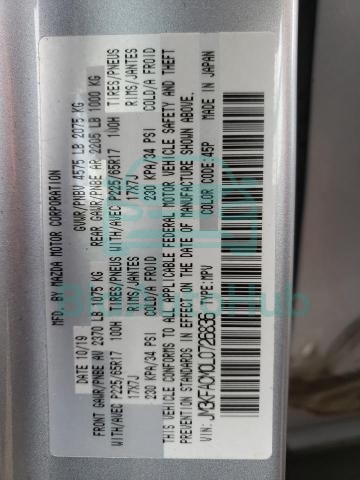 MFD. BY MAZDA MOTOR CORPORATION
10/19 GVWR/PNBV 4575 LB 2075 KG
FRONT GAWR/PNBE AV 2370 LB 1075 KG REAR GAWR/PNBE AR 2205 LB 1000 KG
WITH/AVEC P225/65R17 100H TIRES/PNEUS WITH/AVEC P225/65R17 100H TIRES/PNEUS
17X7J RIMS/JANTES 17X7J RIMS/JANTES
230 KPA/34 PSI COLD/A FROID 230 KPA/34 PSI COLD/A FROID
THIS VEHICLE CONFORMS TO ALL APPLICABLE FEDERAL MOTOR VEHICLE SAFETY AND THEFT
PREVENTION STANDARDS IN EFFECT ON THE DATE OF MANUFACTURE SHOWN ABOVE.
VIN: TYPE: MPV COLOR CODE: 45P MADE IN JAPAN